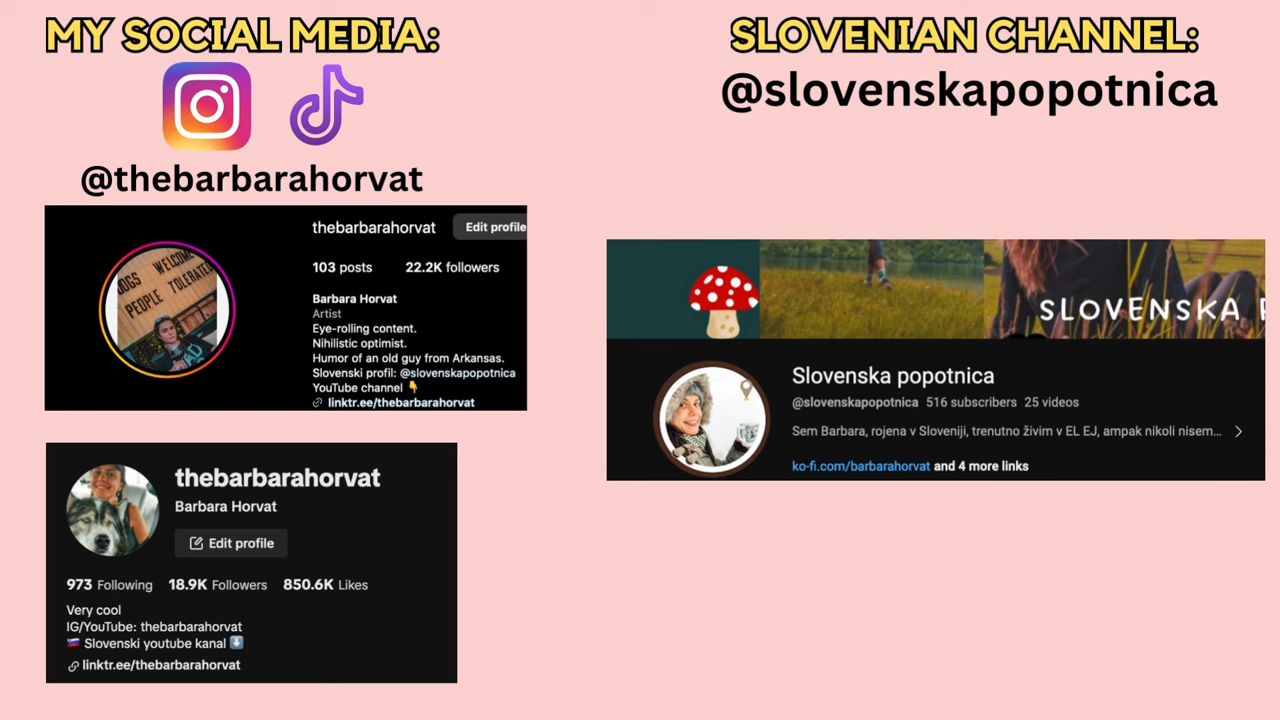 MY SOCIAL MEDIA:
@thebarbarahorvat
thebarbarahorvat
Edit profile
103 posts 22.2K followers
Barbara Horvat
Artist
Eye-rolling content.
Nihilistic optimist.
Humor of an old guy from Arkansas.
Slovenski profil: @slovenskapopotnica
YouTube channel 👇
linktr.ee/thebarbarahorvat
DOGS WELCOME
PEOPLE TOLERATED
thebarbarahorvat
Barbara Horvat
Edit profile
973 Following 18.9K Followers 850.6K Likes
Very cool
IG/YouTube: thebarbarahorvat
🇸🇮 Slovenski youtube kanal ⬇️
linktr.ee/thebarbarahorvat
SLOVENIAN CHANNEL:
@slovenskapopotnica
SLOVENSKA
Slovenska popotnica
@slovenskapopotnica 516 subscribers 25 videos
Sem Barbara, rojena v Sloveniji, trenutno živim v EL EJ, ampak nikoli nisem...
ko-fi.com/barbarahorvat and 4 more links